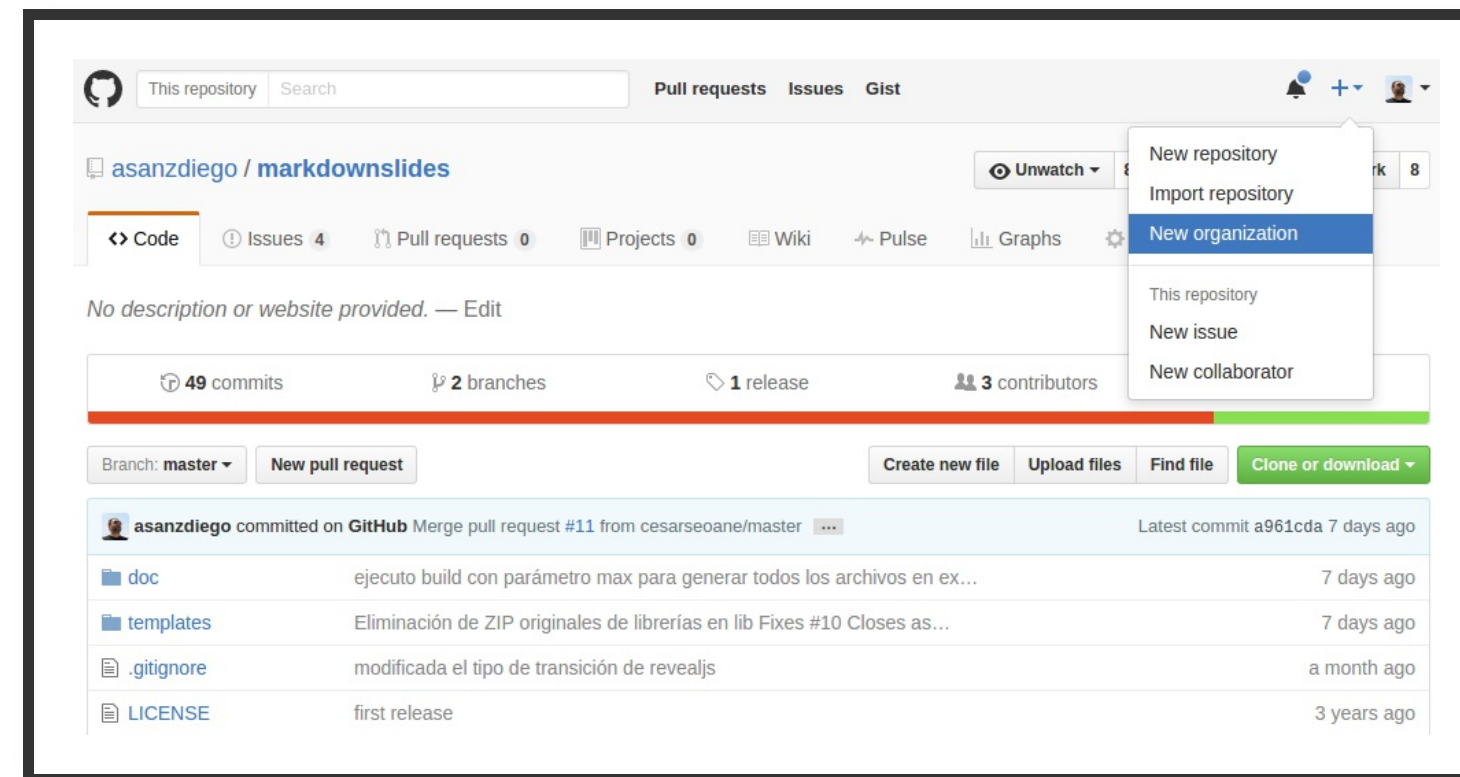 This repository Search Pull requests Issues Gist
asanzdiego / markdownslides Unwatch 8
New repository
Import repository
New organization
This repository
New issue
New collaborator
Code Issues 4 Pull requests 0 Projects 0 Wiki Pulse Graphs
No description or website provided. — Edit
49 commits 2 branches 1 release 3 contributors
Branch: master New pull request Create new file Upload files Find file Clone or download
asanzdiego committed on GitHub Merge pull request #11 from cesarseoane/master ... Latest commit a961cda 7 days ago
doc ejecuto build con parámetro max para generar todos los archivos en ex… 7 days ago
templates Eliminación de ZIP originales de librerías en lib Fixes #10 Closes as… 7 days ago
.gitignore modificada el tipo de transición de revealjs a month ago
LICENSE first release 3 years ago